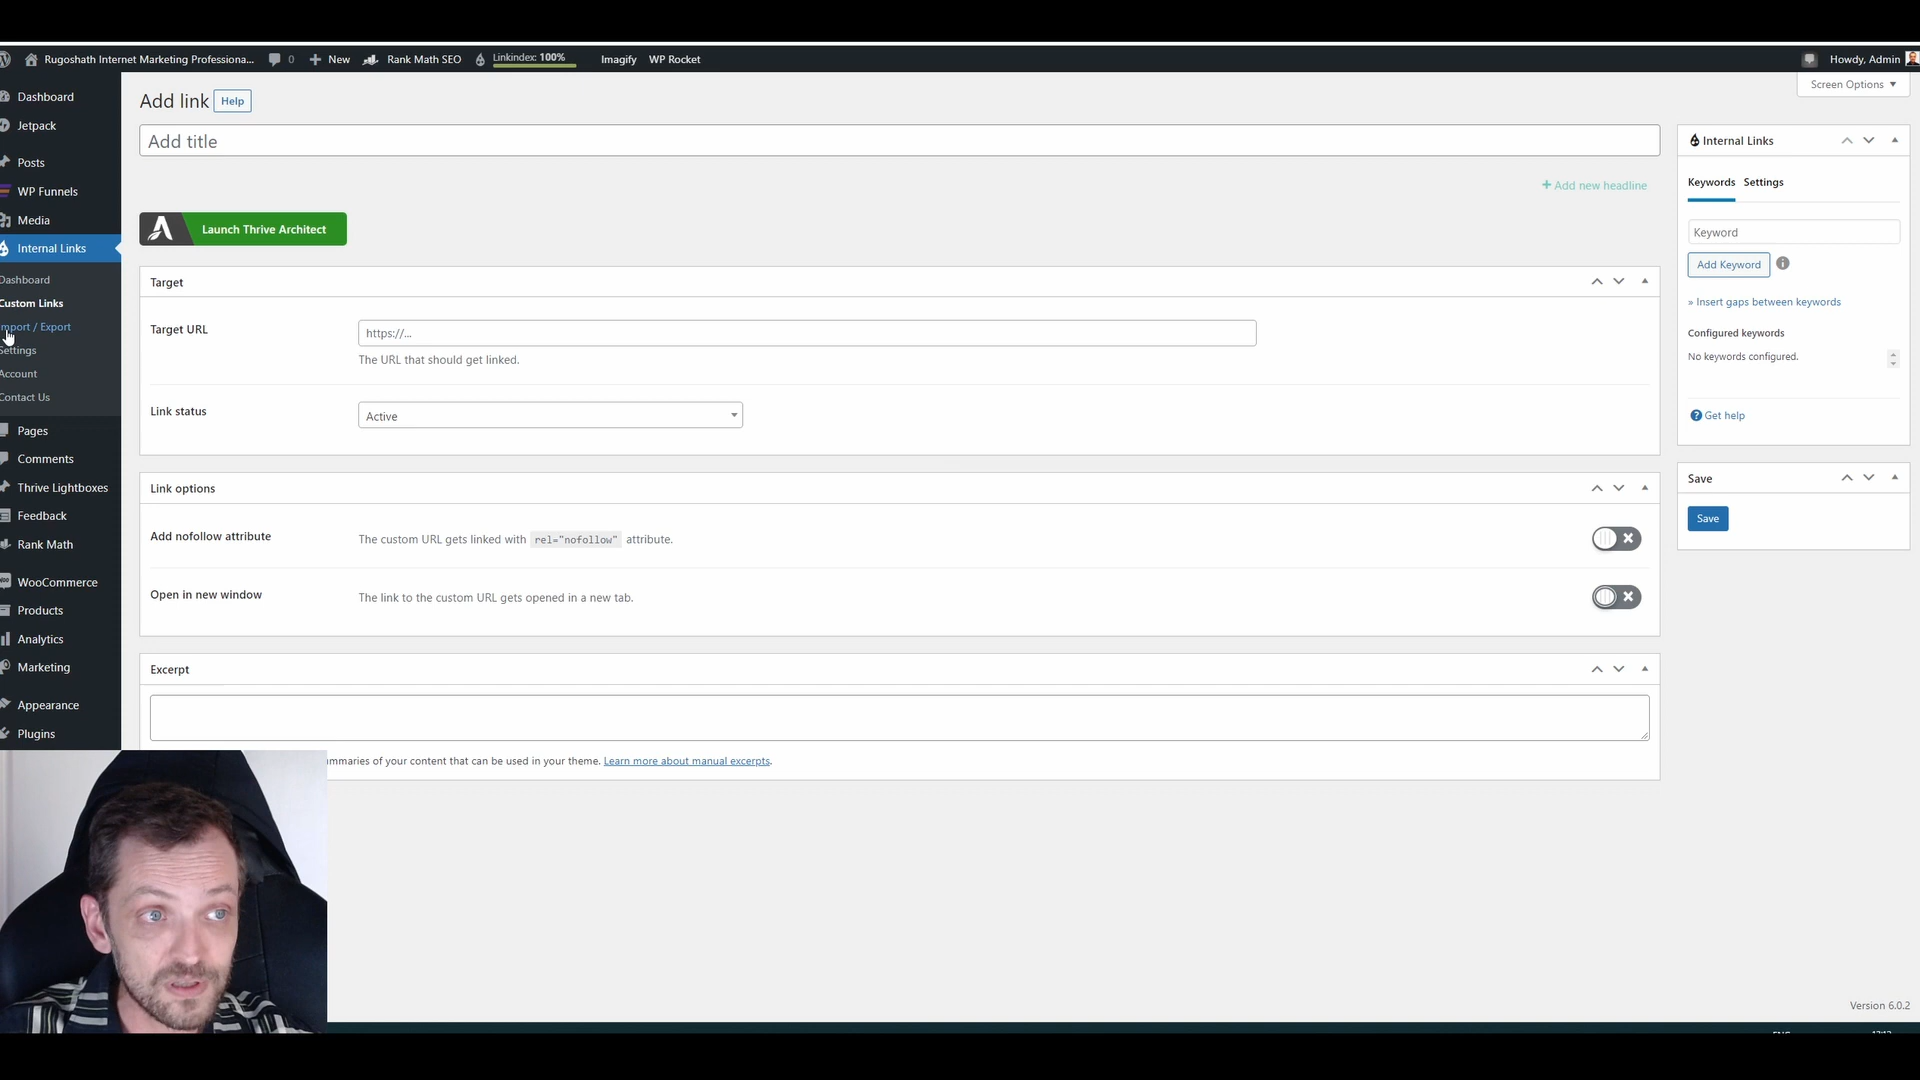 Rugoshath Internet Marketing Professiona...
0
New
Rank Math SEO
Linkindex: 100%
Imagify
WP Rocket
Howdy, Admin
Screen Options
Dashboard
Jetpack
Posts
WP Funnels
Media
Internal Links
Dashboard
Custom Links
Import / Export
Settings
Account
Contact Us
Pages
Comments
Thrive Lightboxes
Feedback
Rank Math
WooCommerce
Products
Analytics
Marketing
Appearance
Plugins
Add link
Help
Add title
Add new headline
Launch Thrive Architect
Target
Target URL
https://...
The URL that should get linked.
Link status
Active
Link options
Add nofollow attribute
The custom URL gets linked with rel="nofollow" attribute.
Open in new window
The link to the custom URL gets opened in a new tab.
Excerpt
ummaries of your content that can be used in your theme. Learn more about manual excerpts.
Internal Links
Keywords
Settings
Keyword
Add Keyword
» Insert gaps between keywords
Configured keywords
No keywords configured.
Get help
Save
Save
Version 6.0.2